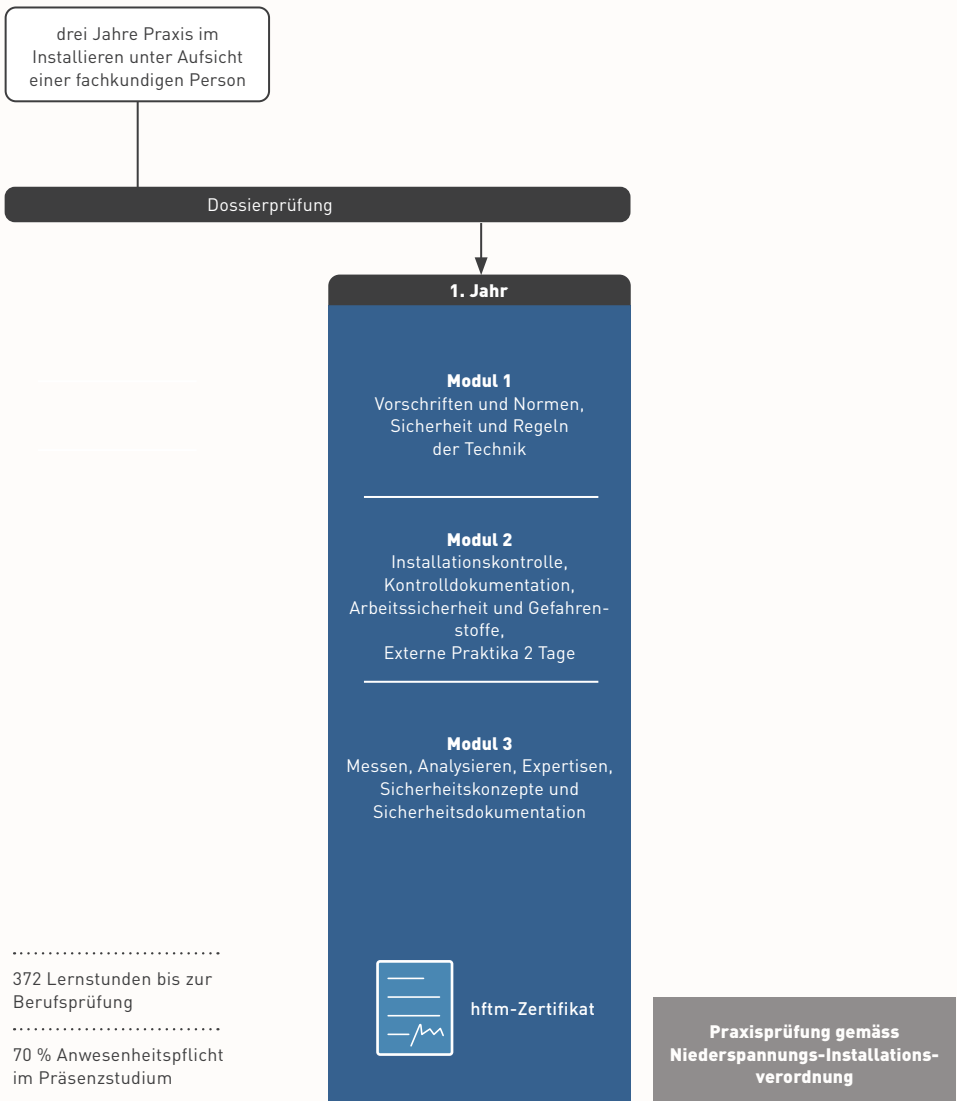 drei Jahre Praxis im
Installieren unter Aufsicht
einer fachkundigen Person
Dossierprüfung
1. Jahr
Modul 1
Vorschriften und Normen,
Sicherheit und Regeln
der Technik
Modul 2
Installationskontrolle,
Kontrolldokumentation,
Arbeitssicherheit und Gefahren-
stoffe,
Externe Praktika 2 Tage
Modul 3
Messen, Analysieren, Expertisen,
Sicherheitskonzepte und
Sicherheitsdokumentation
hftm-Zertifikat
372 Lernstunden bis zur
Berufsprüfung
70 % Anwesenheitspflicht
im Präsenzstudium
Praxisprüfung gemäss
Niederspannungs-Installations-
verordnung